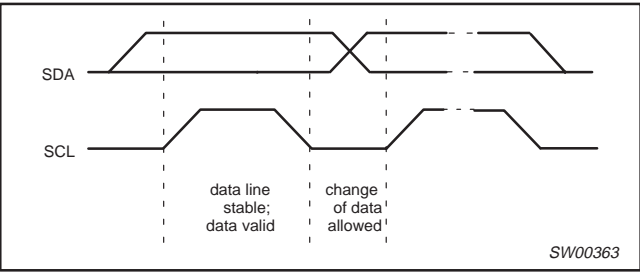 SDA
SCL
data line
stable;
data valid
change
of data
allowed
SW00363